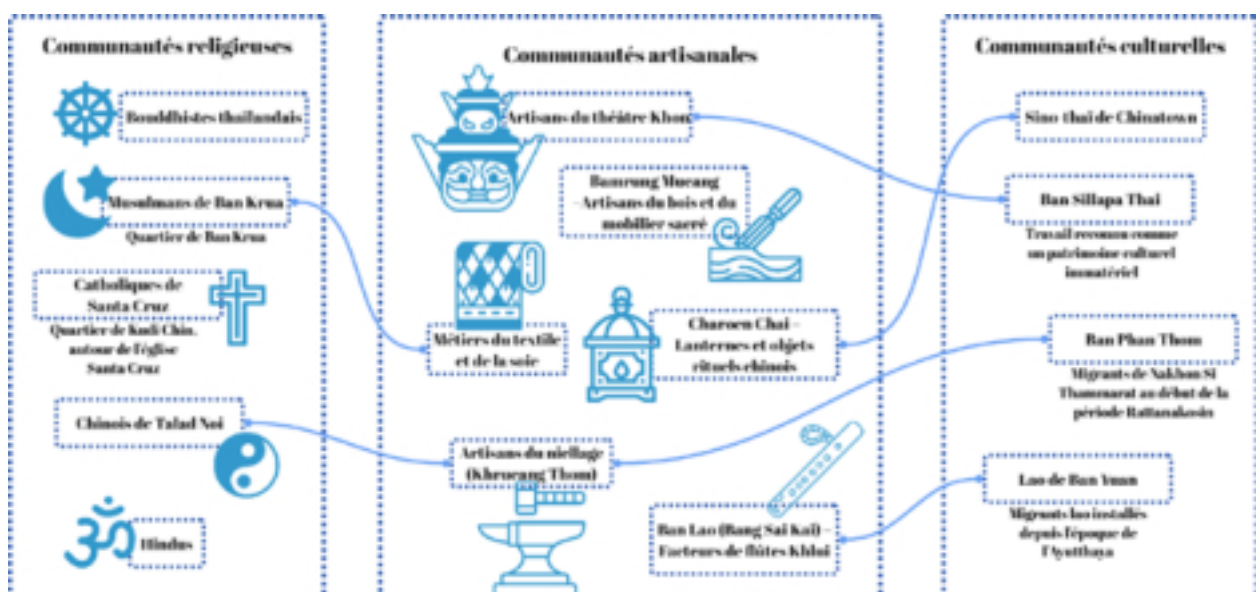 Communautés religieuses
Bouddhistes thaïlandais
Musulmans de Ban Krua
Quartier de Ban Krua
Catholiques de
Santa Cruz
Quartier de Kudi Chin,
autour de l'église
Santa Cruz
Chinois de Talad Noi
Hindus
Communautés artisanales
Artisans du théâtre Khon
Bamrung Mueang
–Artisans du bois et du
mobilier sacré
Métiers du textile
et de la soie
Charoen Chai –
Lanternes et objets
rituels chinois
Artisans du niellage
(Khrueang Thom)
Ban Lao (Bang Sai Kai) –
Facteurs de flûtes Khlui
Communautés culturelles
Sino-thaï de Chinatown
Ban Sillapa Thai
Travail reconnu comme
un patrimoine culturel
immatériel
Ban Phan Thom
Migrants de Nakhon Si
Thammarat au début de la
période Rattanakosin
Lao de Ban Yuan
Migrants lao installés
depuis l'époque de
l'Ayutthaya